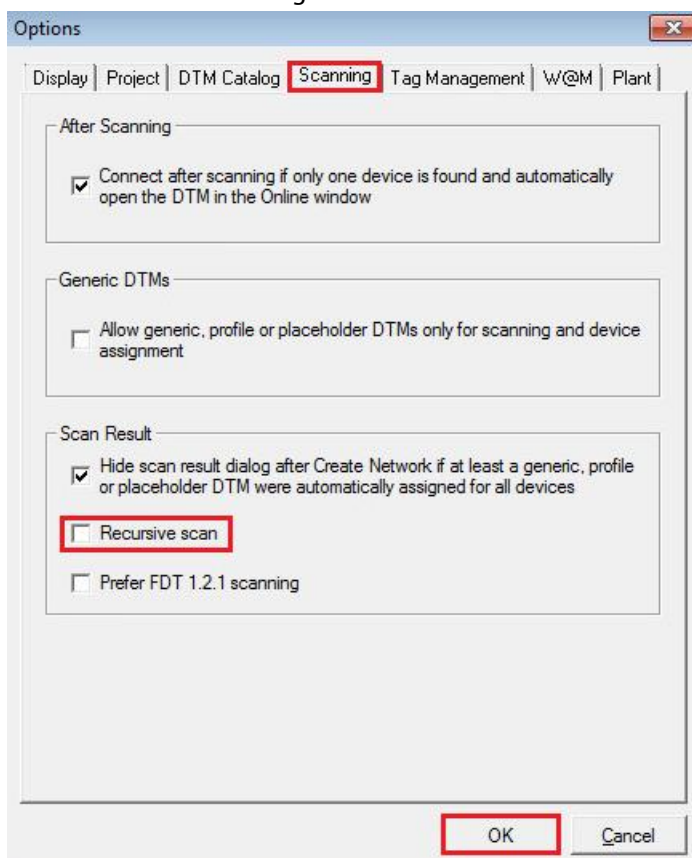 Options
Display Project DTM Catalog Scanning Tag Management W@M Plant
After Scanning
Connect after scanning if only one device is found and automatically
open the DTM in the Online window
Generic DTMs
Allow generic, profile or placeholder DTMs only for scanning and device
assignment
Scan Result
Hide scan result dialog after Create Network if at least a generic, profile
or placeholder DTM were automatically assigned for all devices
Recursive scan
Prefer FDT 1.2.1 scanning
OK Cancel